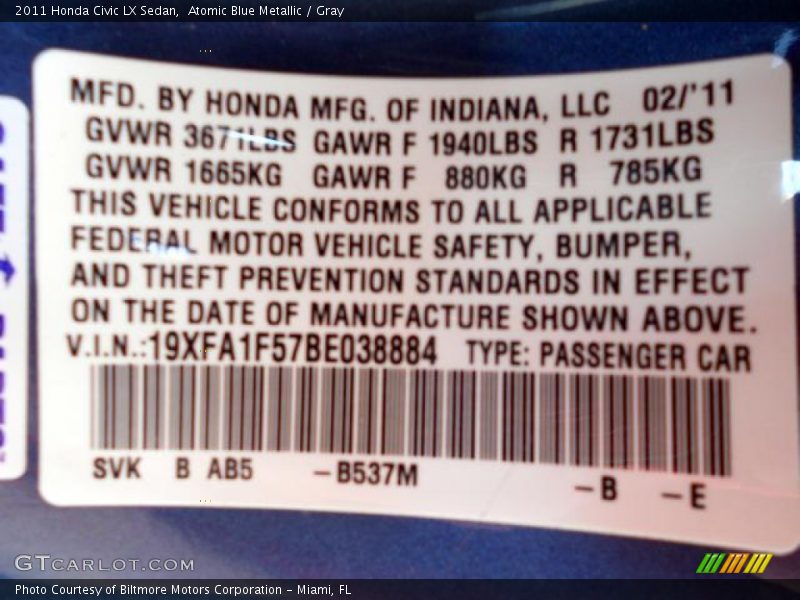 2011 Honda Civic LX Sedan, Atomic Blue Metallic / Gray
MFD. BY HONDA MFG. OF INDIANA, LLC 02/'11
GVWR 3671LBS GAWR F 1940LBS R 1731LBS
GVWR 1665KG GAWR F 880KG R 785KG
THIS VEHICLE CONFORMS TO ALL APPLICABLE
FEDERAL MOTOR VEHICLE SAFETY, BUMPER,
AND THEFT PREVENTION STANDARDS IN EFFECT
ON THE DATE OF MANUFACTURE SHOWN ABOVE.
V.I.N.:19XFA1F57BE038884 TYPE: PASSENGER CAR
SVK B AB5 -B537M -B -E
GTCARLOT.COM
Photo Courtesy of Biltmore Motors Corporation - Miami, FL